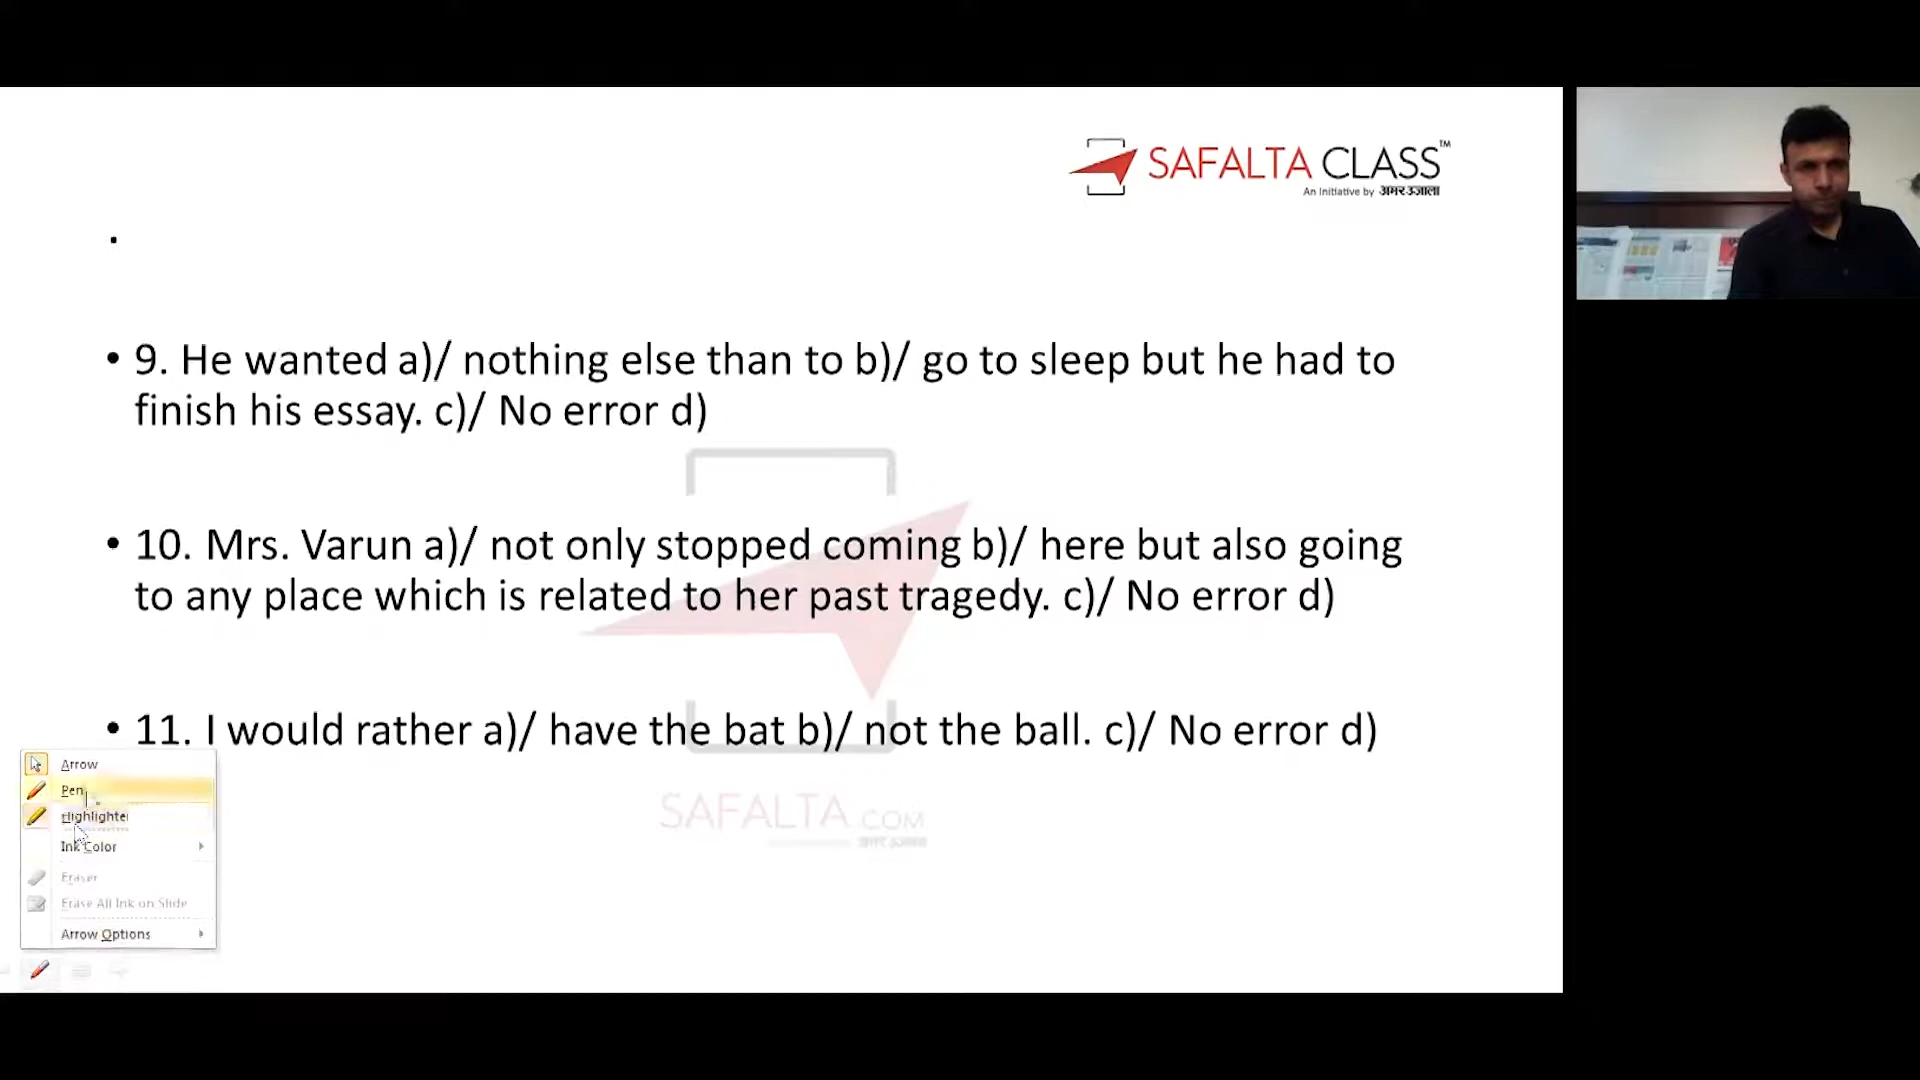 SAFALTA CLASS™
An Initiative by अमर उजाला
.
• 9. He wanted a)/ nothing else than to b)/ go to sleep but he had to
finish his essay. c)/ No error d)
• 10. Mrs. Varun a)/ not only stopped coming b)/ here but also going
to any place which is related to her past tragedy. c)/ No error d)
• 11. I would rather a)/ have the bat b)/ not the ball. c)/ No error d)
Arrow
Pen
Highlighter
Ink Color
Eraser
Erase All Ink on Slide
Arrow Options
SAFALTA.COM
अमर उजाला